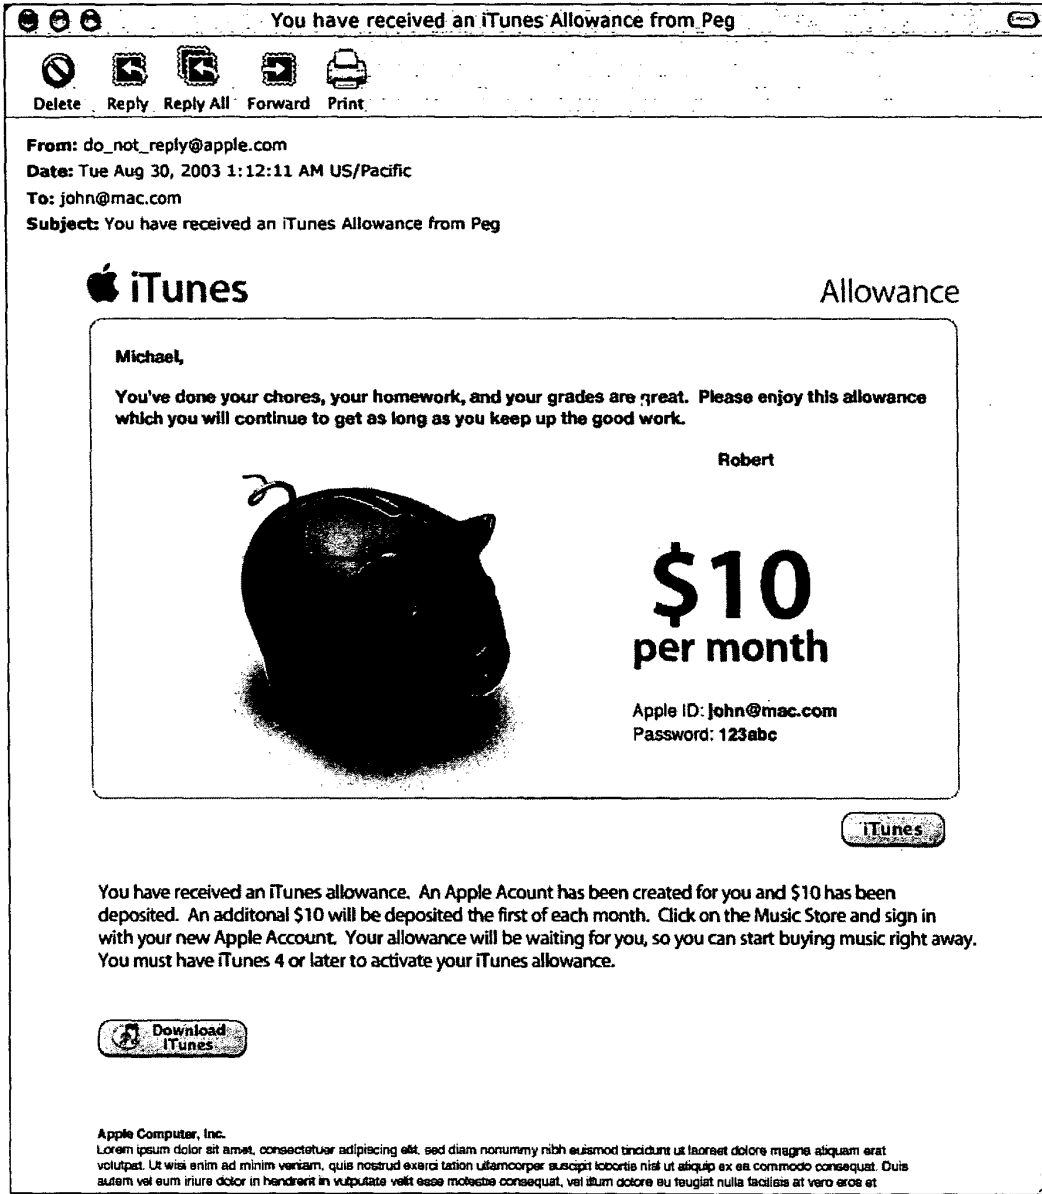 You have received an iTunes Allowance from Peg
Delete Reply Reply All Forward Print
From: do_not_reply@apple.com
Date: Tue Aug 30, 2003 1:12:11 AM US/Pacific
To: john@mac.com
Subject: You have received an iTunes Allowance from Peg
iTunes
Allowance
Michael,
You've done your chores, your homework, and your grades are great. Please enjoy this allowance
which you will continue to get as long as you keep up the good work.
Robert
$10
per month
Apple ID: john@mac.com
Password: 123abc
iTunes
You have received an iTunes allowance. An Apple Acount has been created for you and $10 has been
deposited. An additonal $10 will be deposited the first of each month. Click on the Music Store and sign in
with your new Apple Account. Your allowance will be waiting for you, so you can start buying music right away.
You must have iTunes 4 or later to activate your iTunes allowance.
Download
iTunes
Apple Computer, Inc.
Lorem ipsum dolor sit amet, consectetuer adipiscing elit, sed diam nonummy nibh euismod tincidunt ut laoreet dolore magna aliquam erat
volutpat. Ut wisi enim ad minim veniam, quis nostrud exerci tation ullamcorper suscipit lobortis nisl ut aliquip ex ea commodo consequat. Duis
autem vel eum iriure dolor in hendrerit in vulputate velit esse molestie consequat, vel illum dolore eu feugiat nulla facilisis at vero eros et